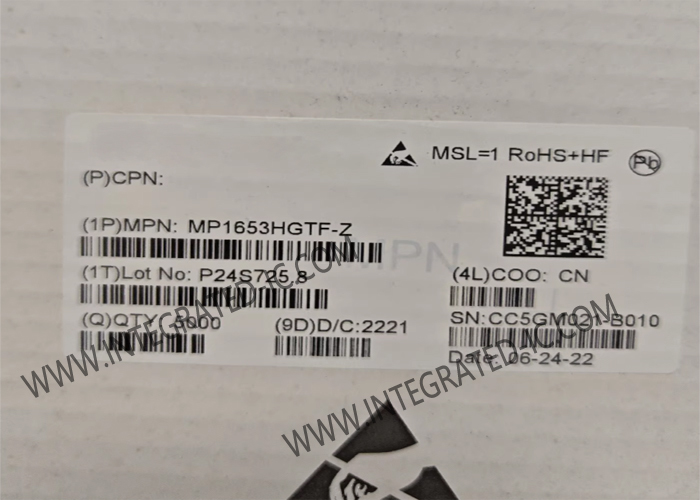 MSL=1 RoHS+HF Pb
(P)CPN:
(1P)MPN: MP1653HGTF-Z
MPN
(1T)Lot No: P24S725.8
(4L)COO: CN
(Q)QTY: 5000
(9D)D/C:2221
SN:CC5GM021-B010
Date: 06-24-22
WWW.INTEGRATED-IC.COM
WWW.INTEGRATED-IC.COM